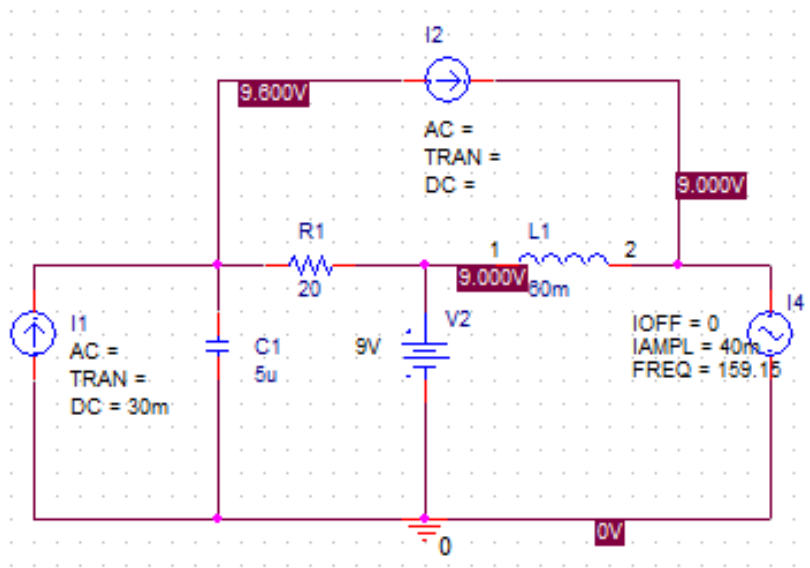 I2
9.600V
AC =
TRAN =
DC =
9.000V
R1
20
1
L1
2
9.000V
60m
I1
AC =
TRAN =
DC = 30m
C1
5u
9V
V2
I4
IOFF = 0
IAMPL = 40m
FREQ = 159.15
0
0V